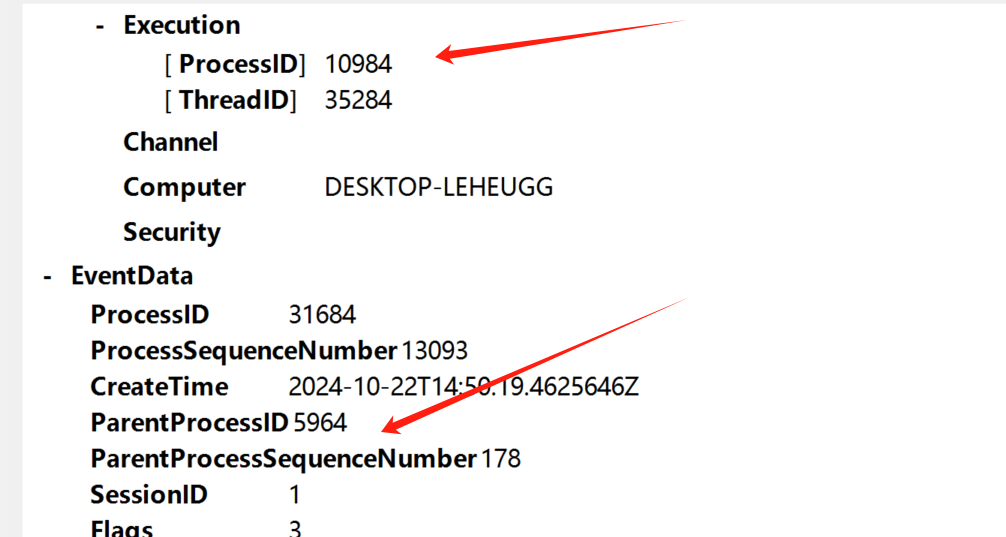 - Execution
[ ProcessID] 10984
[ ThreadID] 35284
Channel
Computer DESKTOP-LEHEUGG
Security
- EventData
ProcessID 31684
ProcessSequenceNumber 13093
CreateTime 2024-10-22T14:50:19.4625646Z
ParentProcessID 5964
ParentProcessSequenceNumber 178
SessionID 1
Flags 3